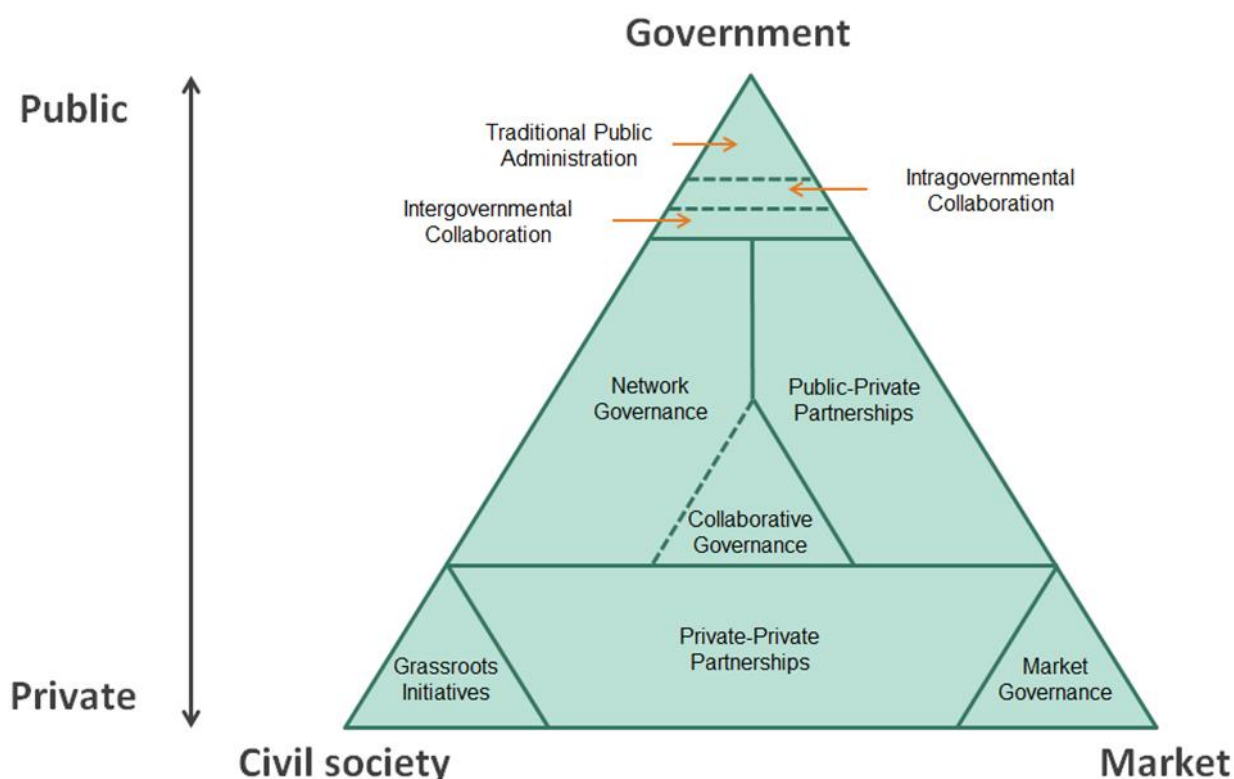 Government
Public
Traditional Public
Administration
Intragovernmental
Collaboration
Intergovernmental
Collaboration
Network
Governance
Public-Private
Partnerships
Collaborative
Governance
Private-Private
Partnerships
Grassroots
Initiatives
Market
Governance
Private
Civil society
Market